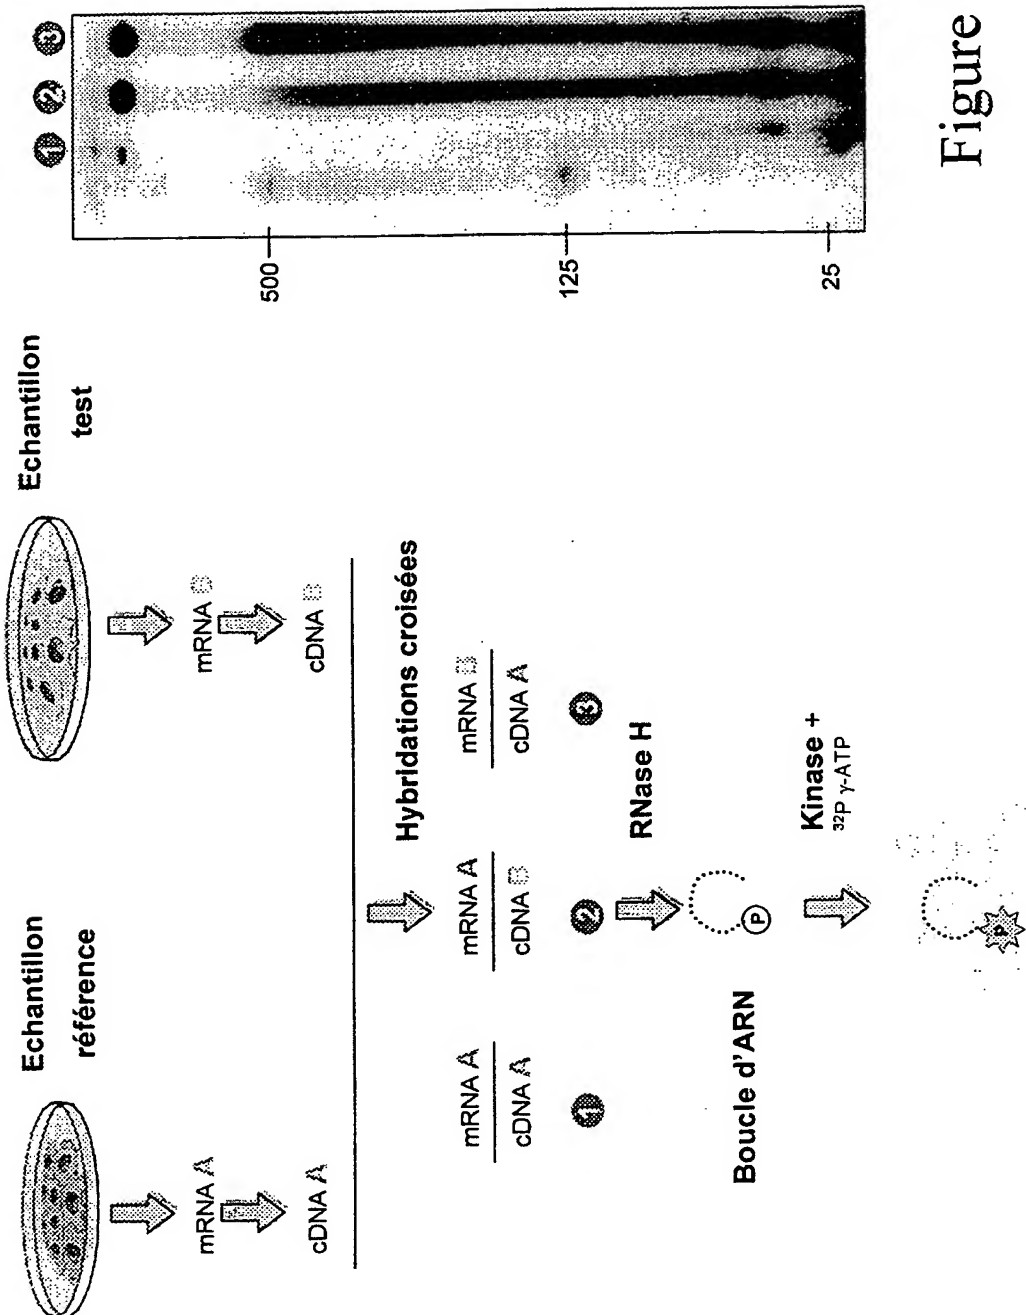 Echantillon
référence
Echantillon
test
mRNA A
mRNA B
cDNA A
cDNA B
Hybridations croisées
mRNA A
cDNA A
1
mRNA A
cDNA B
2
mRNA B
cDNA A
3
RNase H
Boucle d'ARN
P
Kinase +
32P γ-ATP
P
1
2
3
500
125
25
Figure